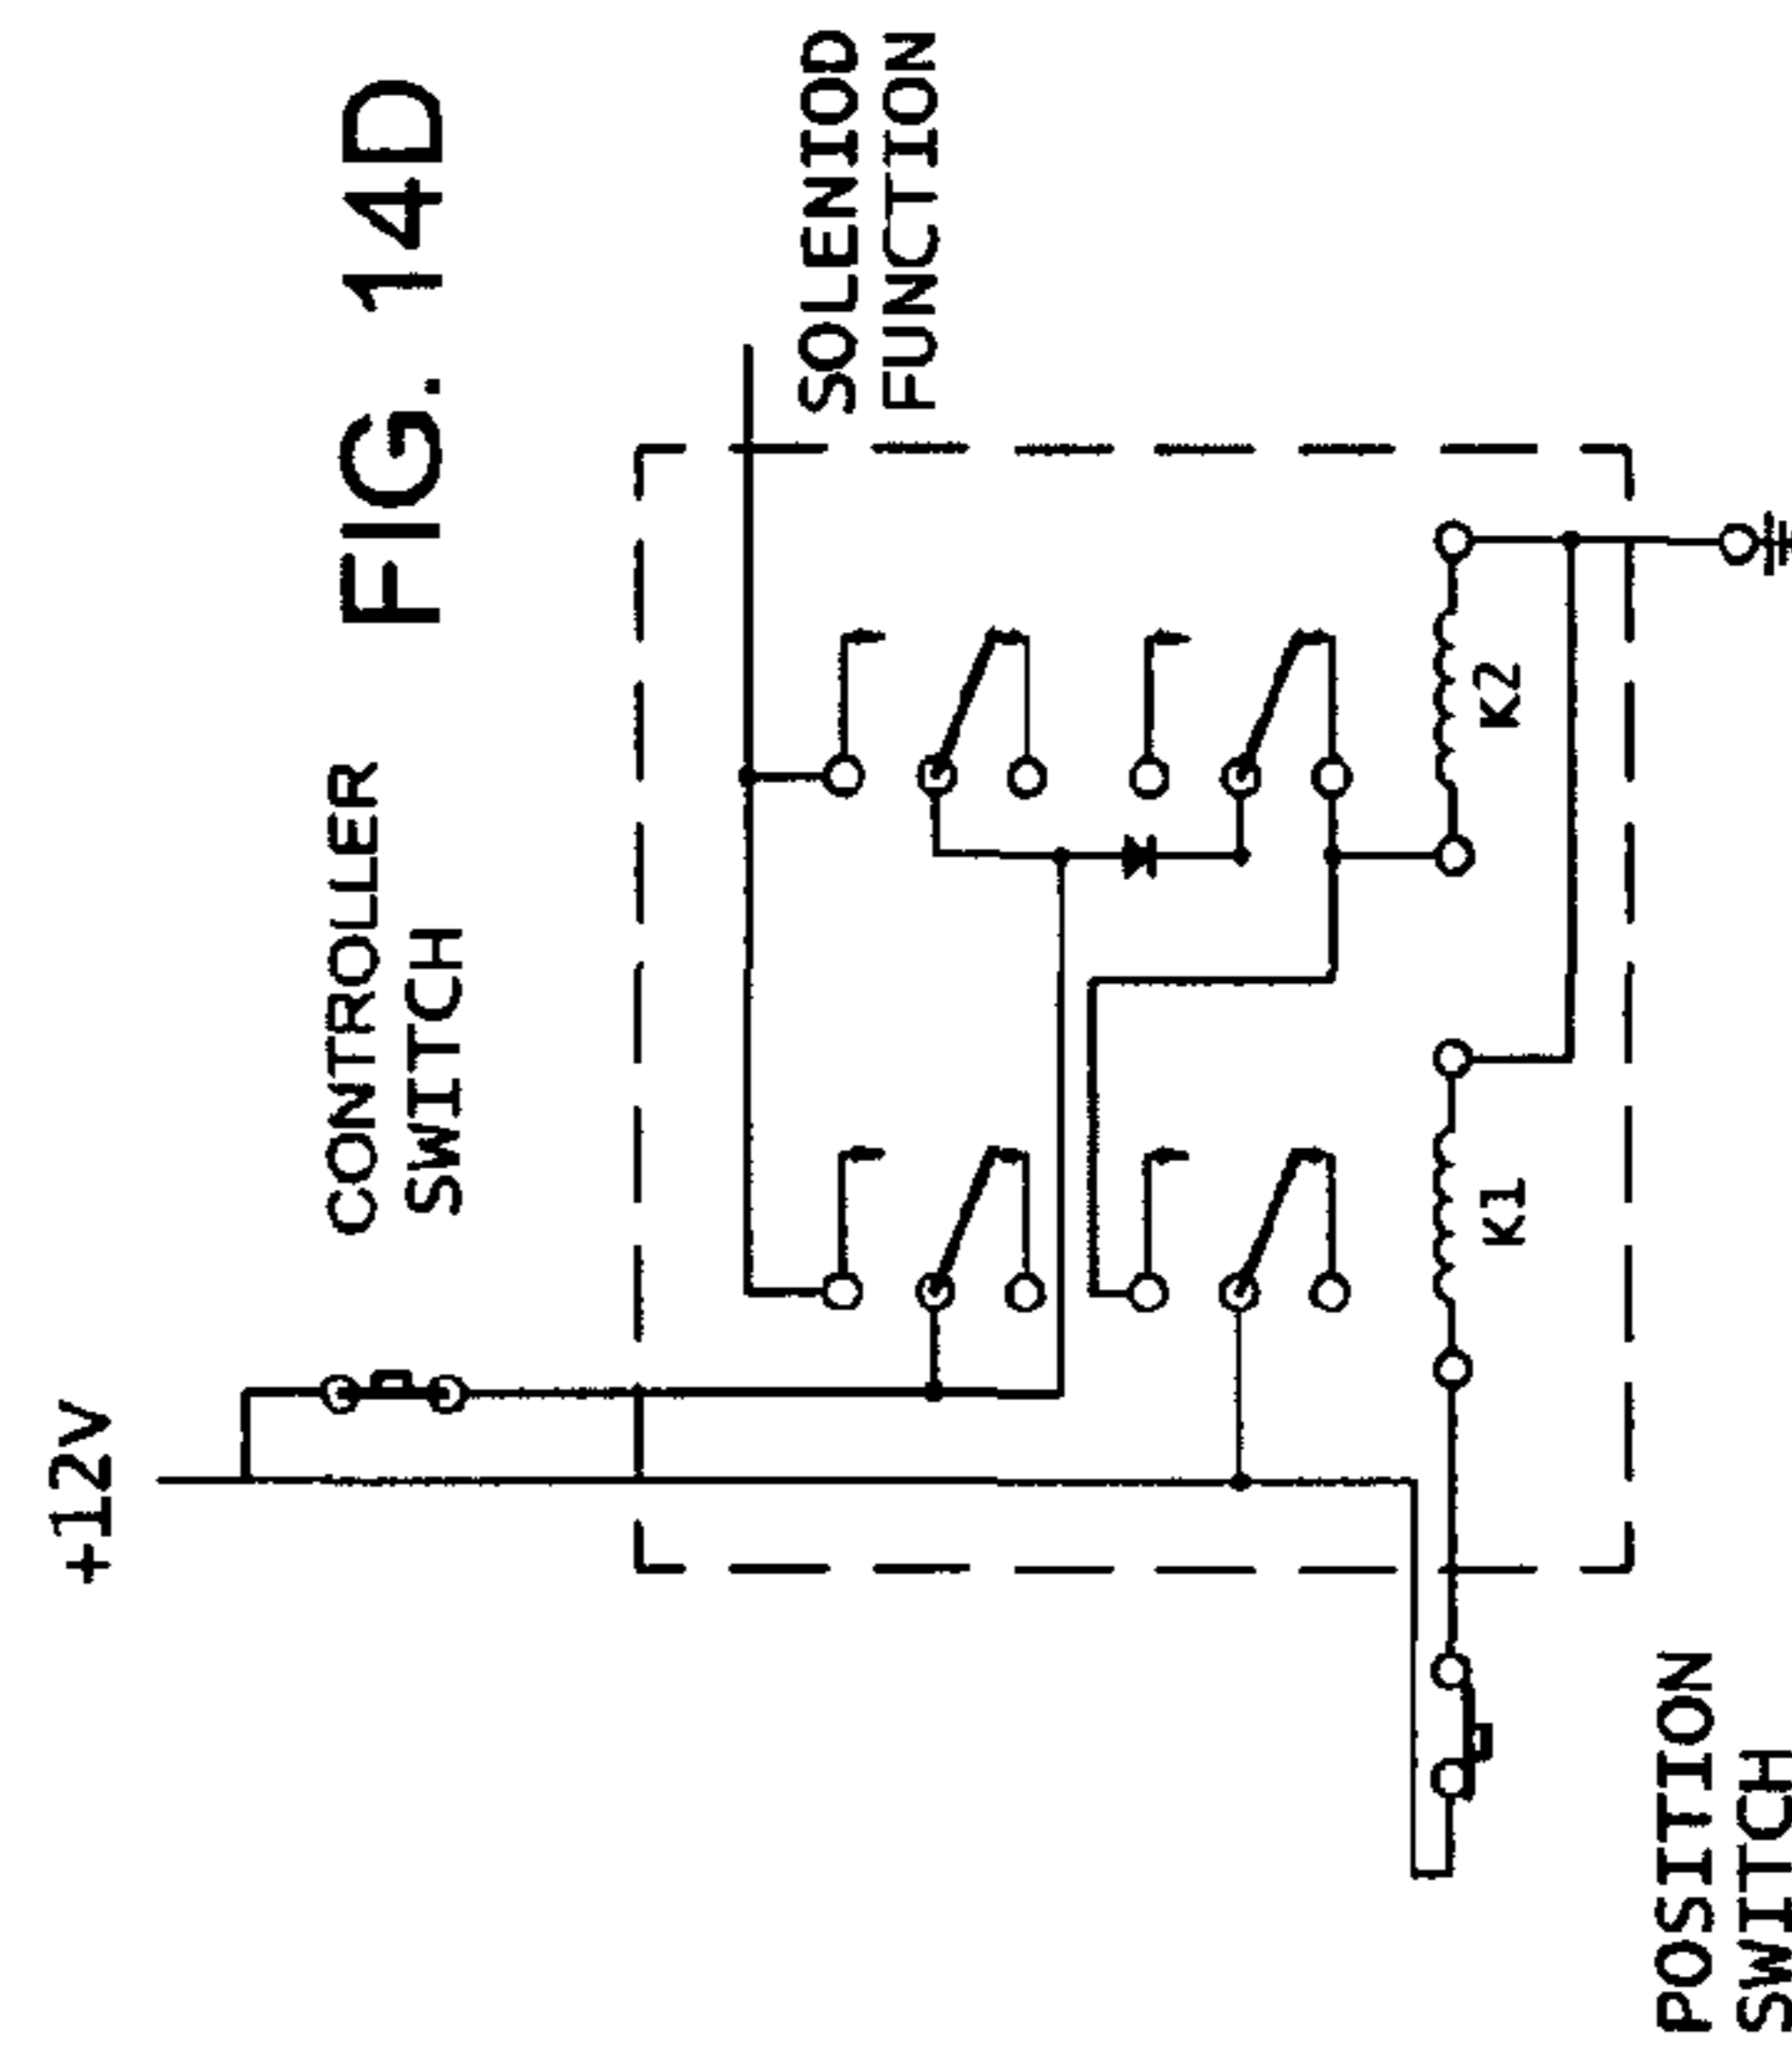 FIG. 14D
+12V
CONTROLLER
SWITCH
SOLENIOD
FUNCTION
K1
K2
POSITION
SWITCH